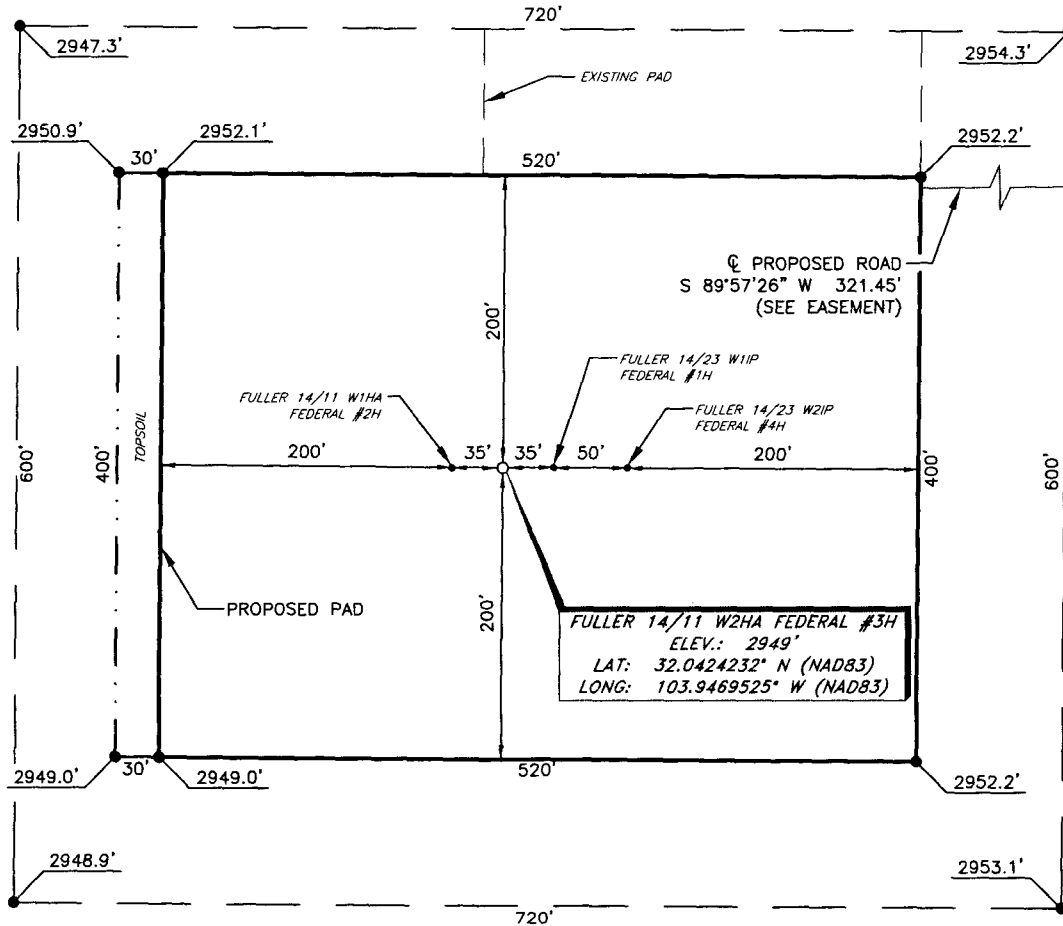 720'
2947.3'
2954.3'
EXISTING PAD
2950.9'
2952.1'
2952.2'
30'
520'
℄ PROPOSED ROAD
S 89°57'26" W 321.45'
(SEE EASEMENT)
200'
FULLER 14/23 W1IP
FEDERAL #1H
FULLER 14/11 W1HA
FEDERAL #2H
FULLER 14/23 W2IP
FEDERAL #4H
TOPSOIL
600'
400'
200'
35'
35'
50'
200'
400'
600'
PROPOSED PAD
200'
FULLER 14/11 W2HA FEDERAL #3H
ELEV.: 2949'
LAT: 32.0424232° N (NAD83)
LONG: 103.9469525° W (NAD83)
2949.0'
30'
2949.0'
520'
2952.2'
2948.9'
2953.1'
720'